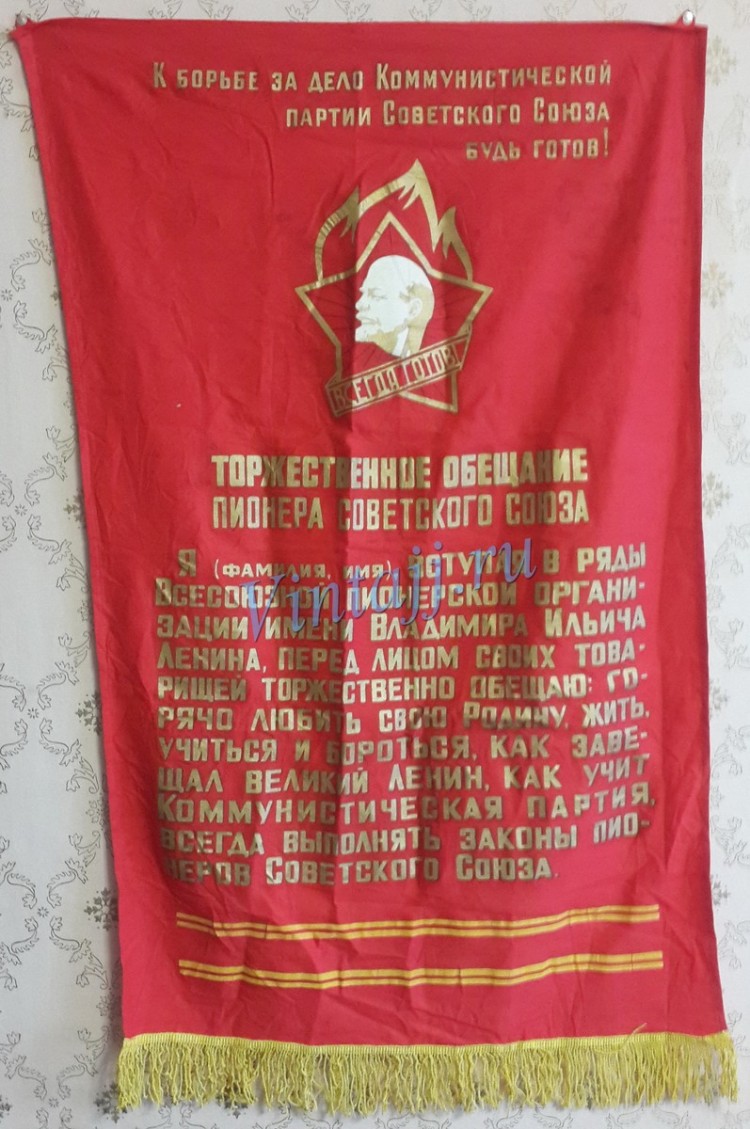 К борьбе за дело Коммунистической
партии Советского Союза
будь готов!
ВСЕГДА ГОТОВ!
ТОРЖЕСТВЕННОЕ ОБЕЩАНИЕ
ПИОНЕРА СОВЕТСКОГО СОЮЗА
Я (фамилия, имя), вступая в ряды
Всесоюзной пионерской органи-
зации имени Владимира Ильича
Ленина, перед лицом своих това-
рищей торжественно обещаю: го-
рячо любить свою Родину, жить,
учиться и бороться, как заве-
щал великий Ленин, как учит
Коммунистическая партия,
всегда выполнять законы пио-
неров Советского Союза.
Vintajj.ru